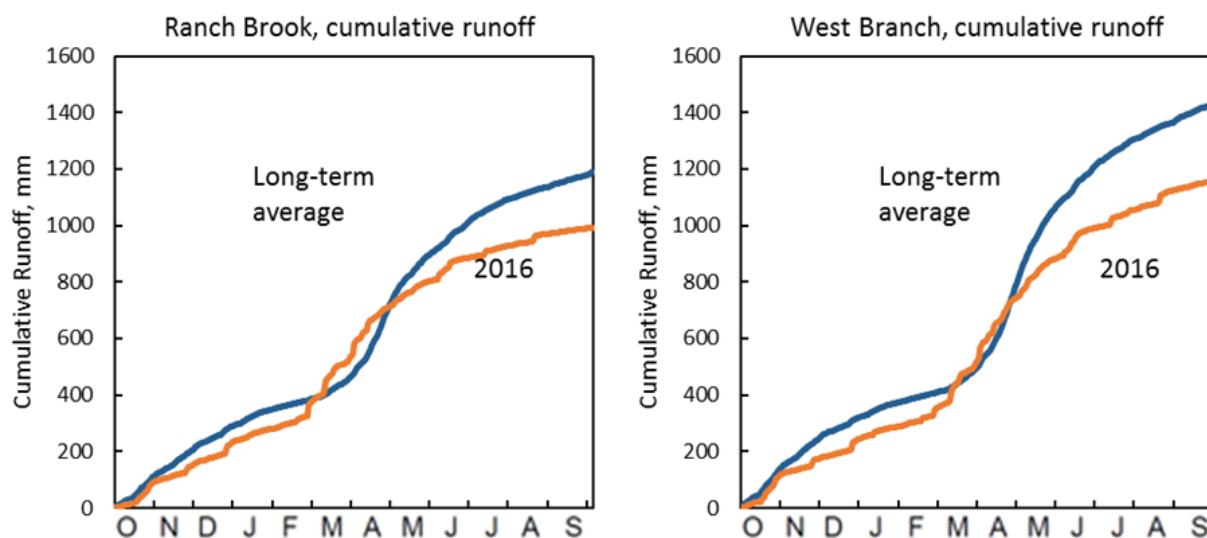 Ranch Brook, cumulative runoff
1600
1400
1200
1000
800
600
400
200
0
Cumulative Runoff, mm
Long-term
average
2016
O N D J F M A M J J A S
West Branch, cumulative runoff
1600
1400
1200
1000
800
600
400
200
0
Cumulative Runoff, mm
Long-term
average
2016
O N D J F M A M J J A S